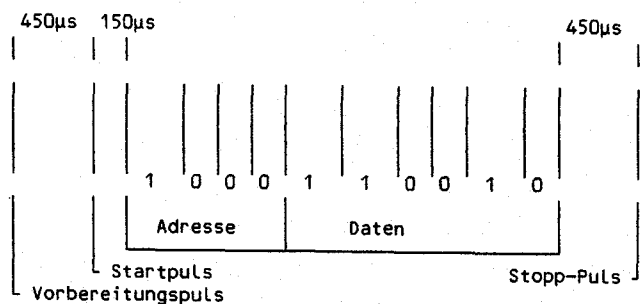 450µs 150µs 450µs
1 0 0 0 1 1 0 0 1 0
Adresse Daten
Startpuls Stopp-Puls
Vorbereitungspuls